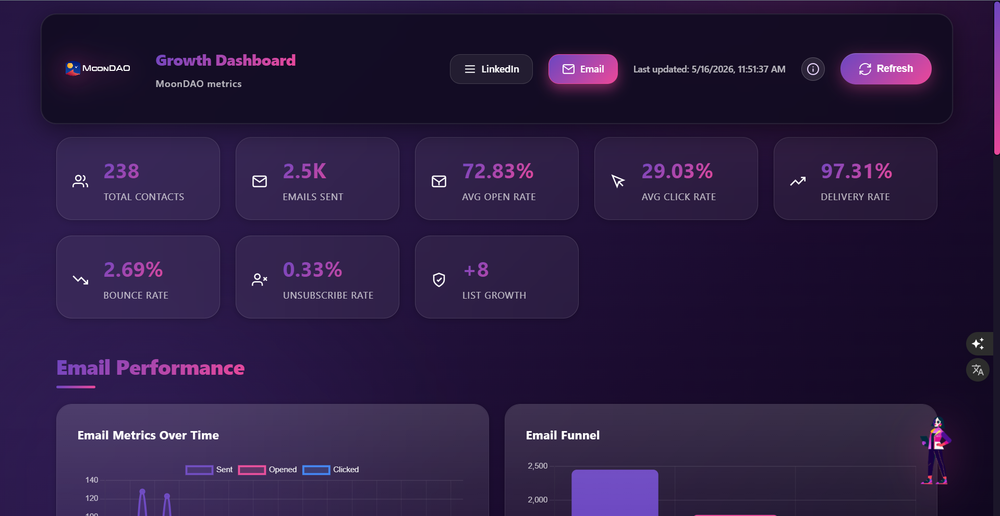 MoonDAO
Growth Dashboard
MoonDAO metrics
LinkedIn
Email
Last updated: 5/16/2026, 11:51:37 AM
Refresh
238
TOTAL CONTACTS
2.5K
EMAILS SENT
72.83%
AVG OPEN RATE
29.03%
AVG CLICK RATE
97.31%
DELIVERY RATE
2.69%
BOUNCE RATE
0.33%
UNSUBSCRIBE RATE
+8
LIST GROWTH
Email Performance
Email Metrics Over Time
Sent Opened Clicked
140
120
100
Email Funnel
2,500
2,000